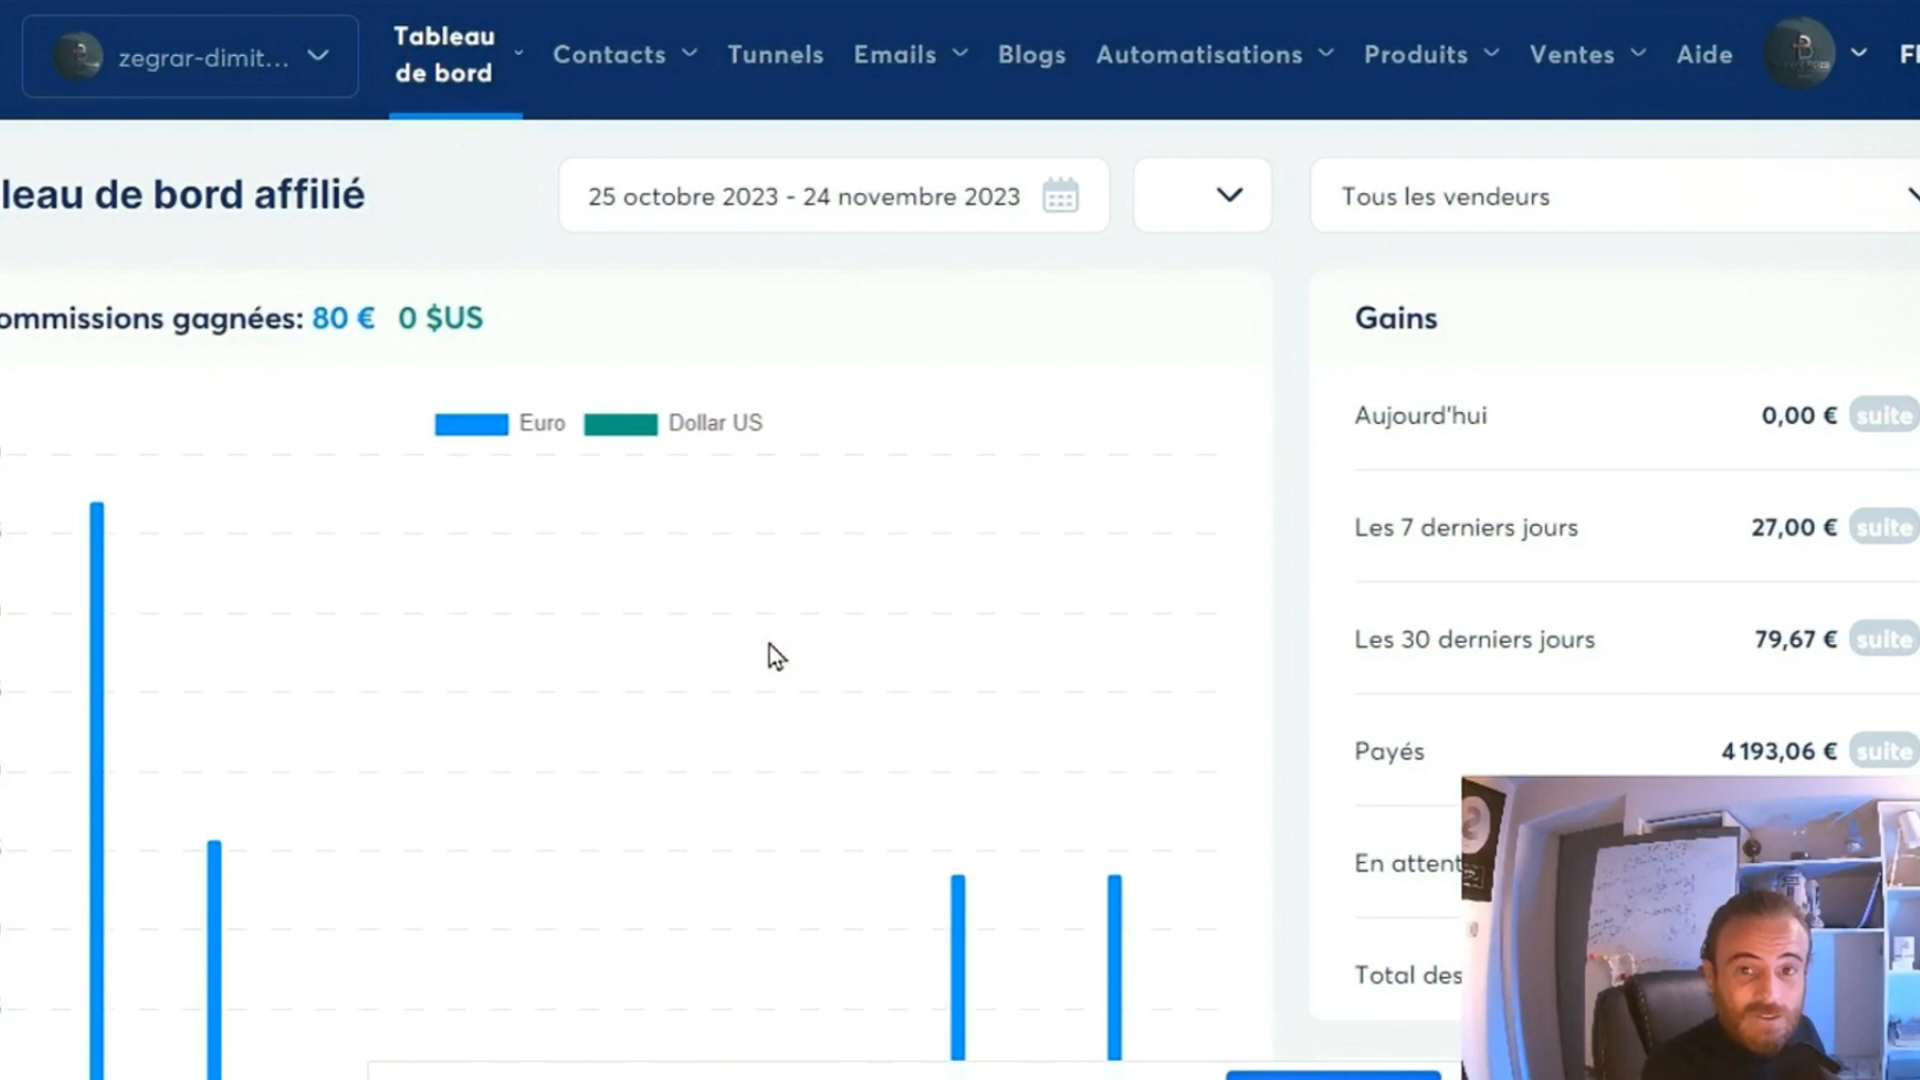 zegrar-dimit...
Tableau
de bord
Contacts
Tunnels
Emails
Blogs
Automatisations
Produits
Ventes
Aide
leau de bord affilié
25 octobre 2023 - 24 novembre 2023
Tous les vendeurs
ommissions gagnées: 80 € 0 $US
Euro
Dollar US
Gains
Aujourd'hui 0,00 € suite
Les 7 derniers jours 27,00 € suite
Les 30 derniers jours 79,67 € suite
Payés 4 193,06 € suite
En attent
Total des